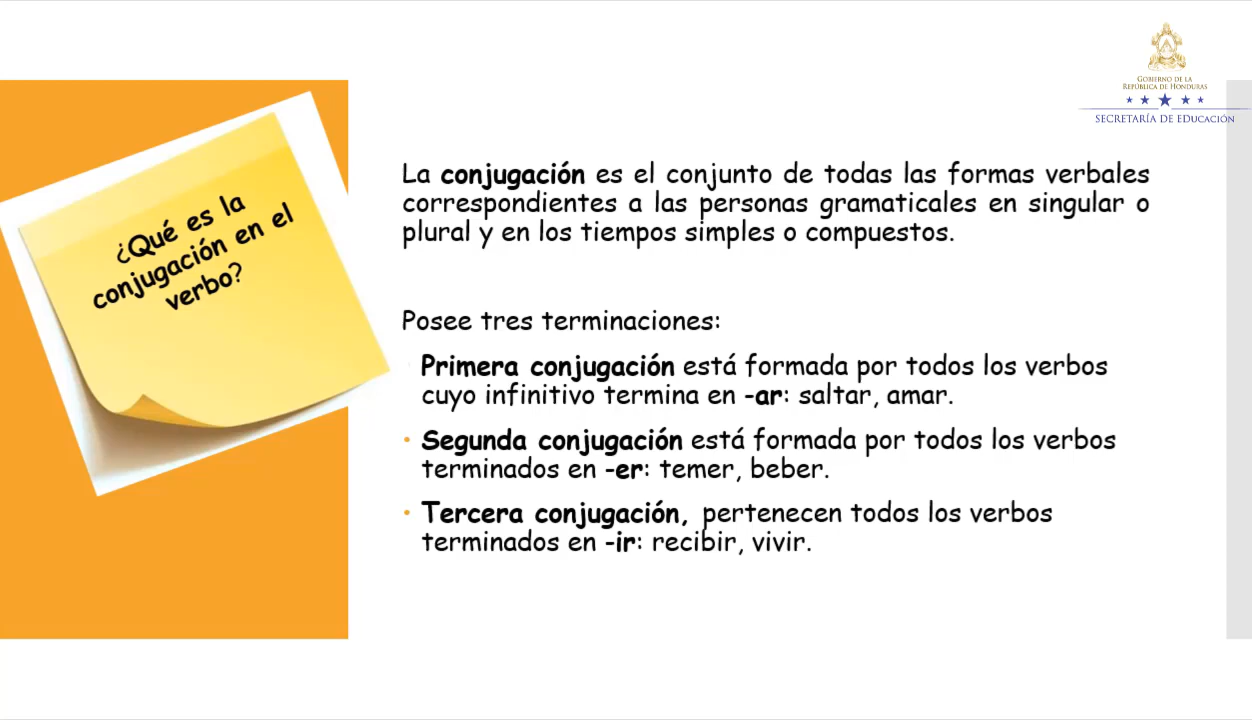 GOBIERNO DE LA
REPÚBLICA DE HONDURAS
SECRETARÍA DE EDUCACIÓN
¿Qué es la
conjugación en el
verbo?
La conjugación es el conjunto de todas las formas verbales
correspondientes a las personas gramaticales en singular o
plural y en los tiempos simples o compuestos.
Posee tres terminaciones:
Primera conjugación está formada por todos los verbos
cuyo infinitivo termina en -ar: saltar, amar.
• Segunda conjugación está formada por todos los verbos
terminados en -er: temer, beber.
• Tercera conjugación, pertenecen todos los verbos
terminados en -ir: recibir, vivir.